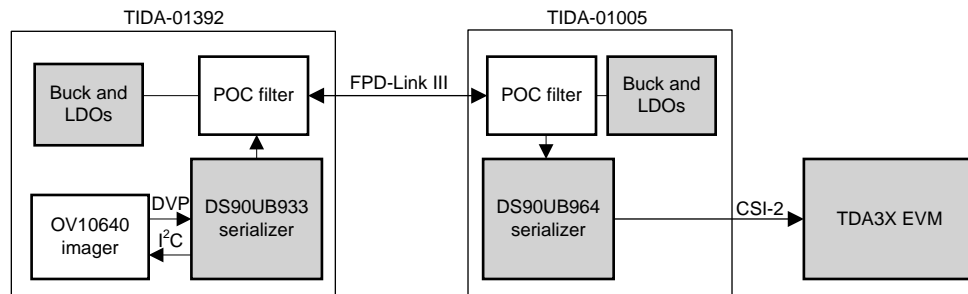 TIDA-01392
TIDA-01005
Buck and
LDOs
POC filter
FPD-Link III
POC filter
Buck and
LDOs
OV10640
imager
DVP
I²C
DS90UB933
serializer
DS90UB964
serializer
CSI-2
TDA3X EVM